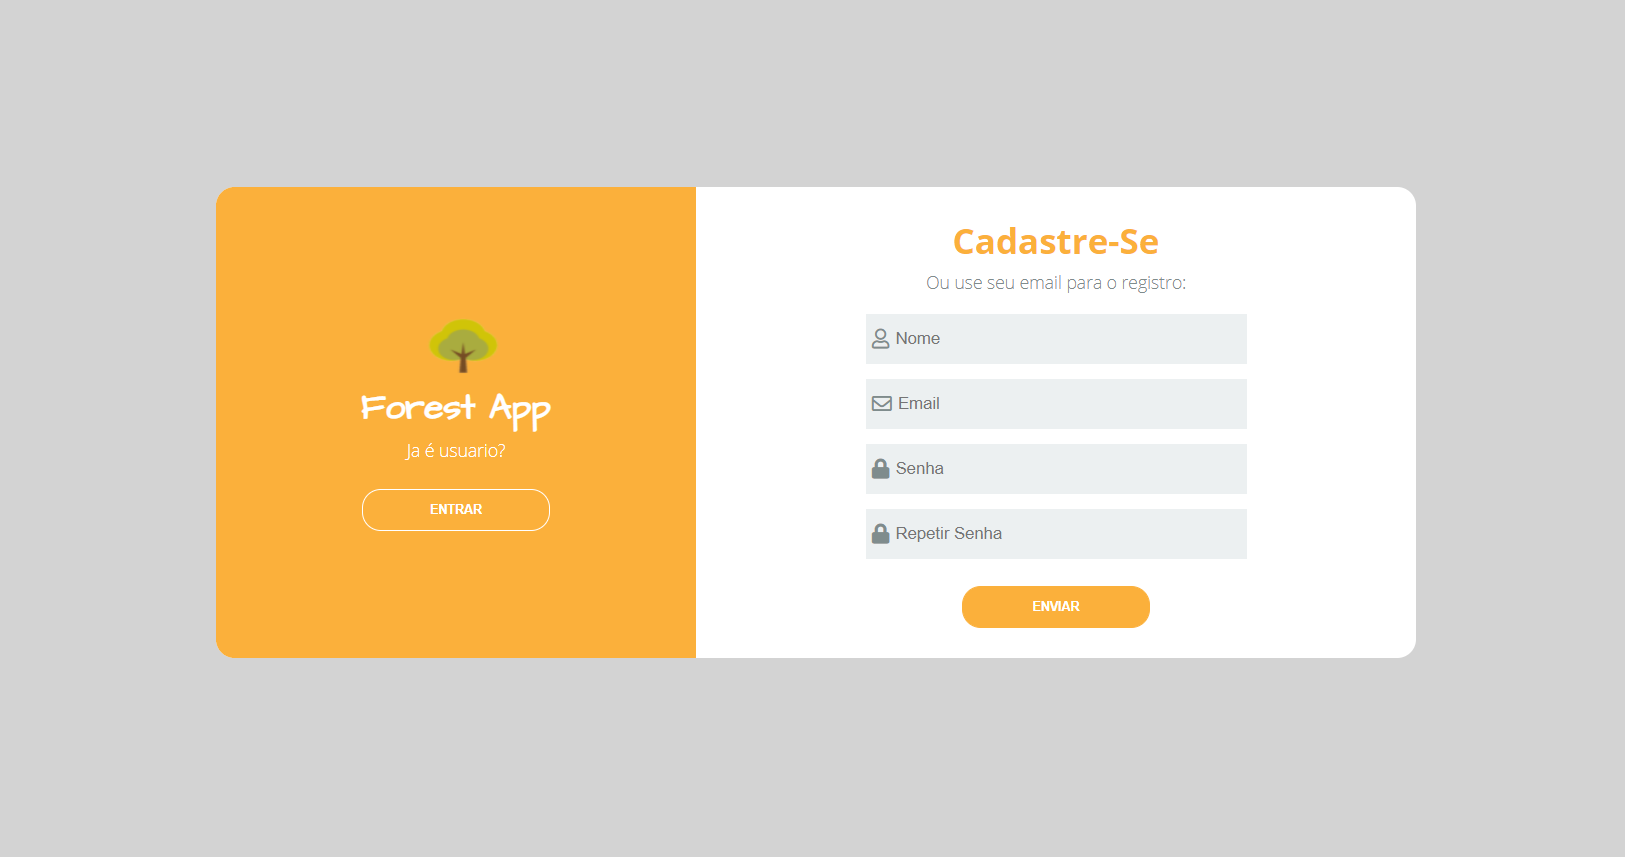 Forest App
Ja é usuario?
ENTRAR
Cadastre-Se
Ou use seu email para o registro:
Nome
Email
Senha
Repetir Senha
ENVIAR